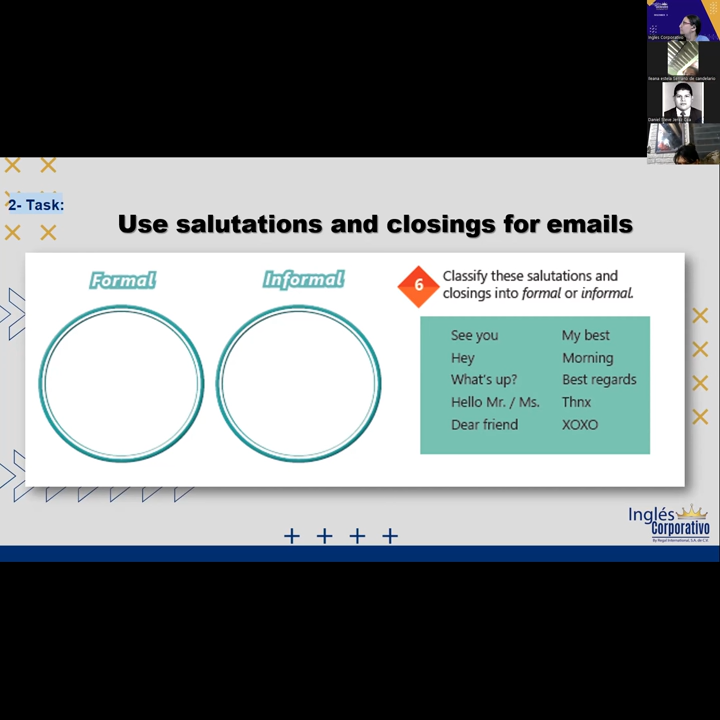 Inglés Corporativo
2- Task:
Use salutations and closings for emails
Formal
Informal
6
Classify these salutations and
closings into formal or informal.
See you
My best
Hey
Morning
What's up?
Best regards
Hello Mr. / Ms.
Thnx
Dear friend
XOXO
Inglés
Corporativo